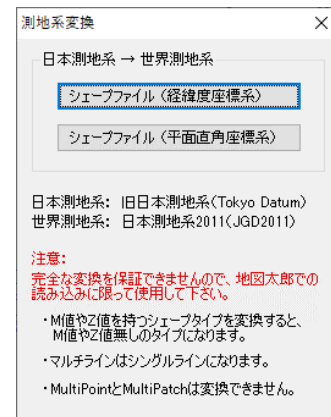 測地系変換
日本測地系 → 世界測地系
シェープファイル（経緯度座標系）
シェープファイル（平面直角座標系）
日本測地系： 旧日本測地系(Tokyo Datum)
世界測地系： 日本測地系2011(JGD2011)
注意：
完全な変換を保証できませんので、地図太郎での
読み込みに限って使用して下さい。
・M値やZ値を持つシェープタイプを変換すると、
M値やZ値無しのタイプになります。
・マルチラインはシングルラインになります。
・MultiPointとMultiPatchは変換できません。